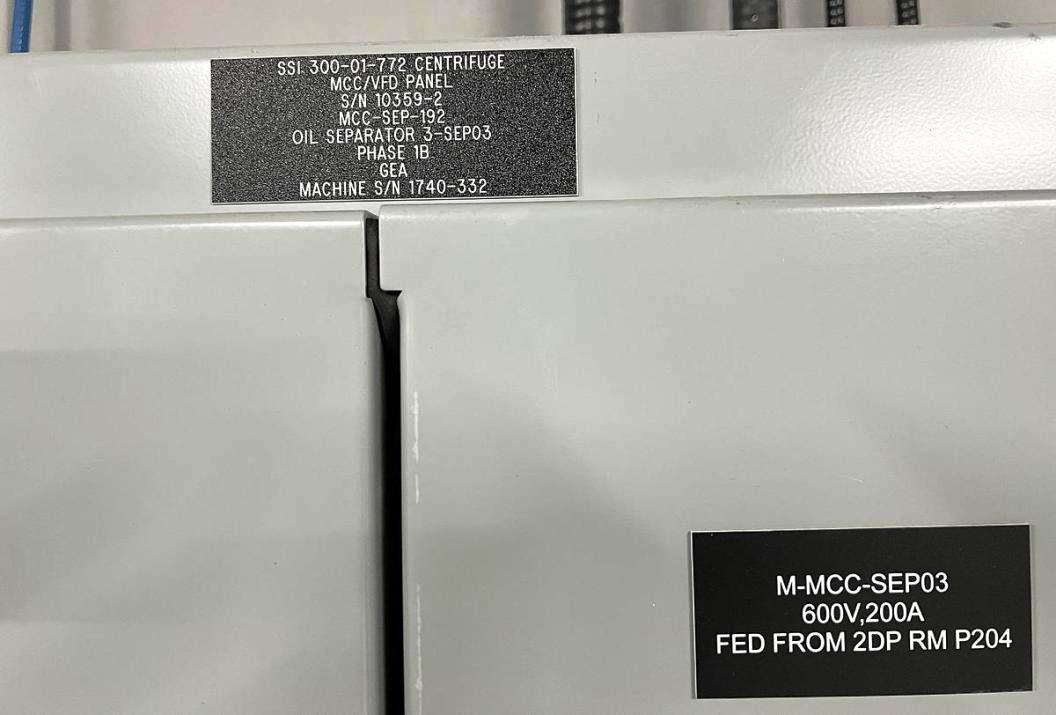 SSI 300-01-772 CENTRIFUGE
MCC/VFD PANEL
S/N 10359-2
MCC-SEP-192
OIL SEPARATOR 3-SEP03
PHASE 1B
GEA
MACHINE S/N 1740-332
M-MCC-SEP03
600V,200A
FED FROM 2DP RM P204